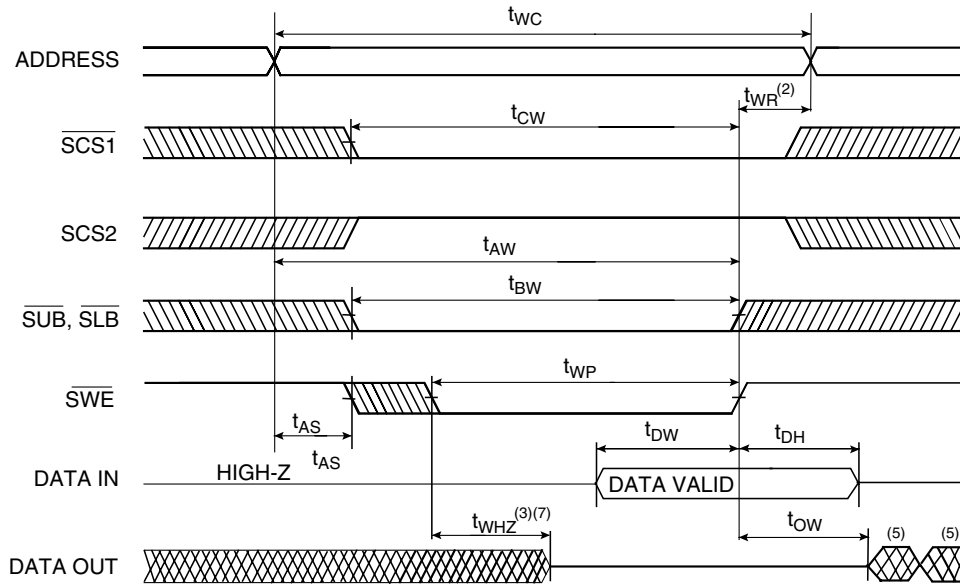 tWC
ADDRESS
tWR(2)
tCW
SCS1
SCS2
tAW
tBW
SUB, SLB
tWP
SWE
tAS
tDW
tDH
tAS
HIGH-Z
DATA IN
DATA VALID
tWHZ(3)(7)
tOW
(5)
(5)
DATA OUT